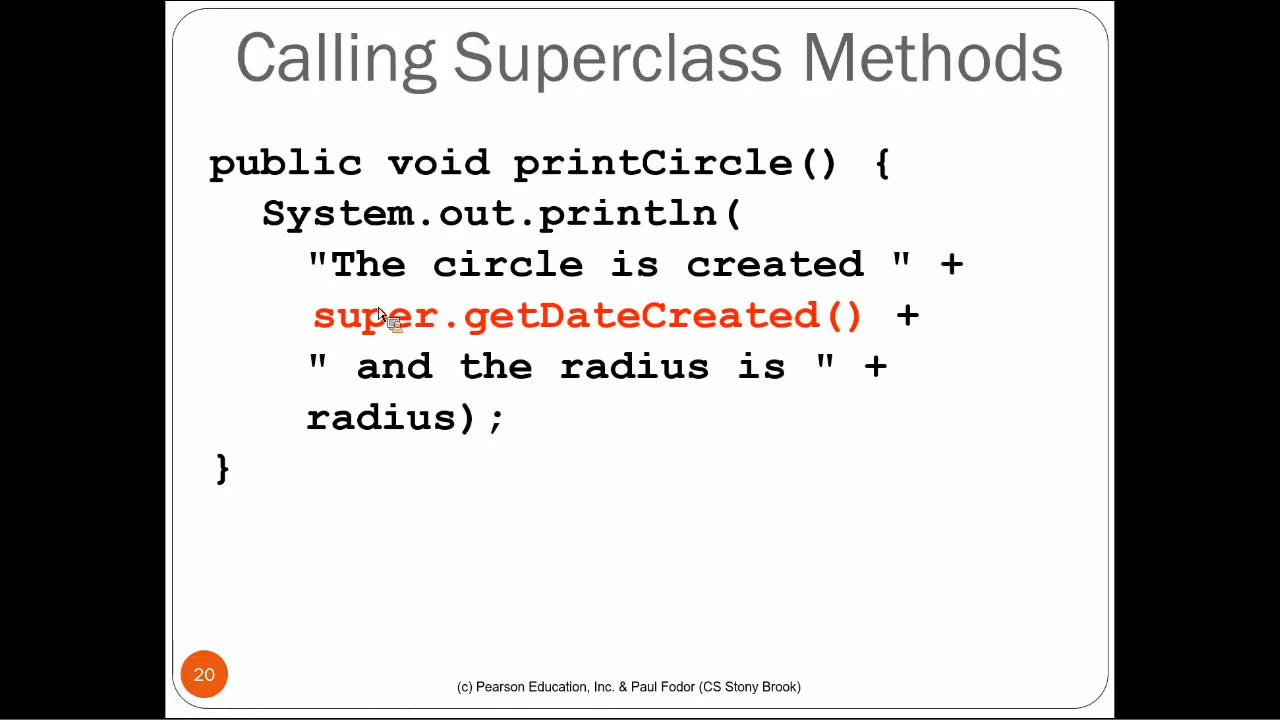 Calling Superclass Methods
public void printCircle() {
System.out.println(
"The circle is created " +
super.getDateCreated() +
" and the radius is " +
radius);
}
20
(c) Pearson Education, Inc. & Paul Fodor (CS Stony Brook)